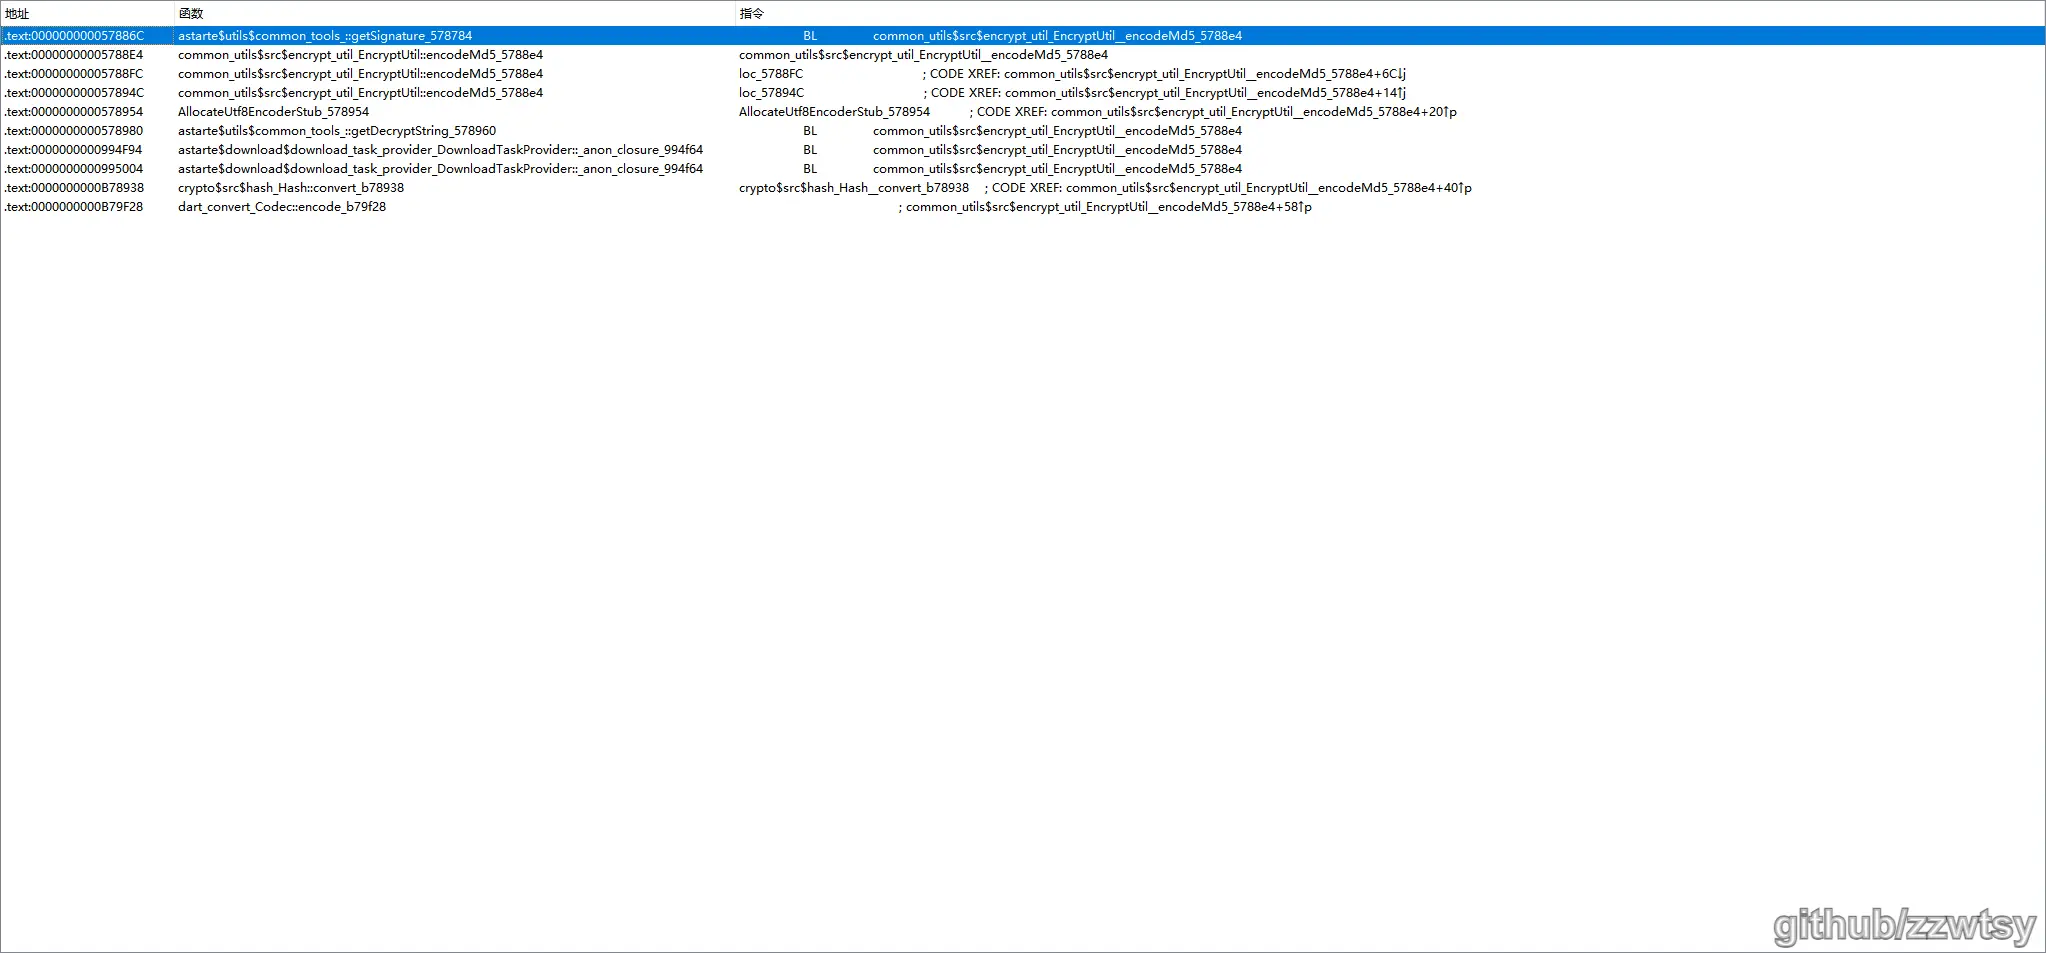 地址 函数 指令
.text:000000000057886C astarte$utils$common_tools_::getSignature_578784 BL common_utils$src$encrypt_util_EncryptUtil__encodeMd5_5788e4
.text:00000000005788E4 common_utils$src$encrypt_util_EncryptUtil::encodeMd5_5788e4 common_utils$src$encrypt_util_EncryptUtil__encodeMd5_5788e4
.text:00000000005788FC common_utils$src$encrypt_util_EncryptUtil::encodeMd5_5788e4 loc_5788FC ; CODE XREF: common_utils$src$encrypt_util_EncryptUtil__encodeMd5_5788e4+6C↓j
.text:000000000057894C common_utils$src$encrypt_util_EncryptUtil::encodeMd5_5788e4 loc_57894C ; CODE XREF: common_utils$src$encrypt_util_EncryptUtil__encodeMd5_5788e4+14↑j
.text:0000000000578954 AllocateUtf8EncoderStub_578954 AllocateUtf8EncoderStub_578954 ; CODE XREF: common_utils$src$encrypt_util_EncryptUtil__encodeMd5_5788e4+20↑p
.text:0000000000578980 astarte$utils$common_tools_::getDecryptString_578960 BL common_utils$src$encrypt_util_EncryptUtil__encodeMd5_5788e4
.text:0000000000994F94 astarte$download$download_task_provider_DownloadTaskProvider::_anon_closure_994f64 BL common_utils$src$encrypt_util_EncryptUtil__encodeMd5_5788e4
.text:0000000000995004 astarte$download$download_task_provider_DownloadTaskProvider::_anon_closure_994f64 BL common_utils$src$encrypt_util_EncryptUtil__encodeMd5_5788e4
.text:0000000000B78938 crypto$src$hash_Hash::convert_b78938 crypto$src$hash_Hash__convert_b78938 ; CODE XREF: common_utils$src$encrypt_util_EncryptUtil__encodeMd5_5788e4+40↑p
.text:0000000000B79F28 dart_convert_Codec::encode_b79f28 ; common_utils$src$encrypt_util_EncryptUtil__encodeMd5_5788e4+58↑p
github/zzwtsy